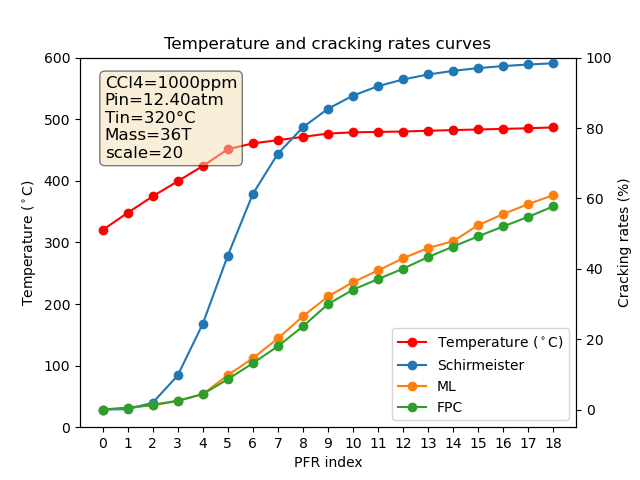 Temperature and cracking rates curves
CCl4=1000ppm
Pin=12.40atm
Tin=320°C
Mass=36T
scale=20
Temperature (°C)
600
500
400
300
200
100
0
Cracking rates (%)
100
80
60
40
20
0
Temperature (°C)
Schirmeister
ML
FPC
0 1 2 3 4 5 6 7 8 9 10 11 12 13 14 15 16 17 18
PFR index